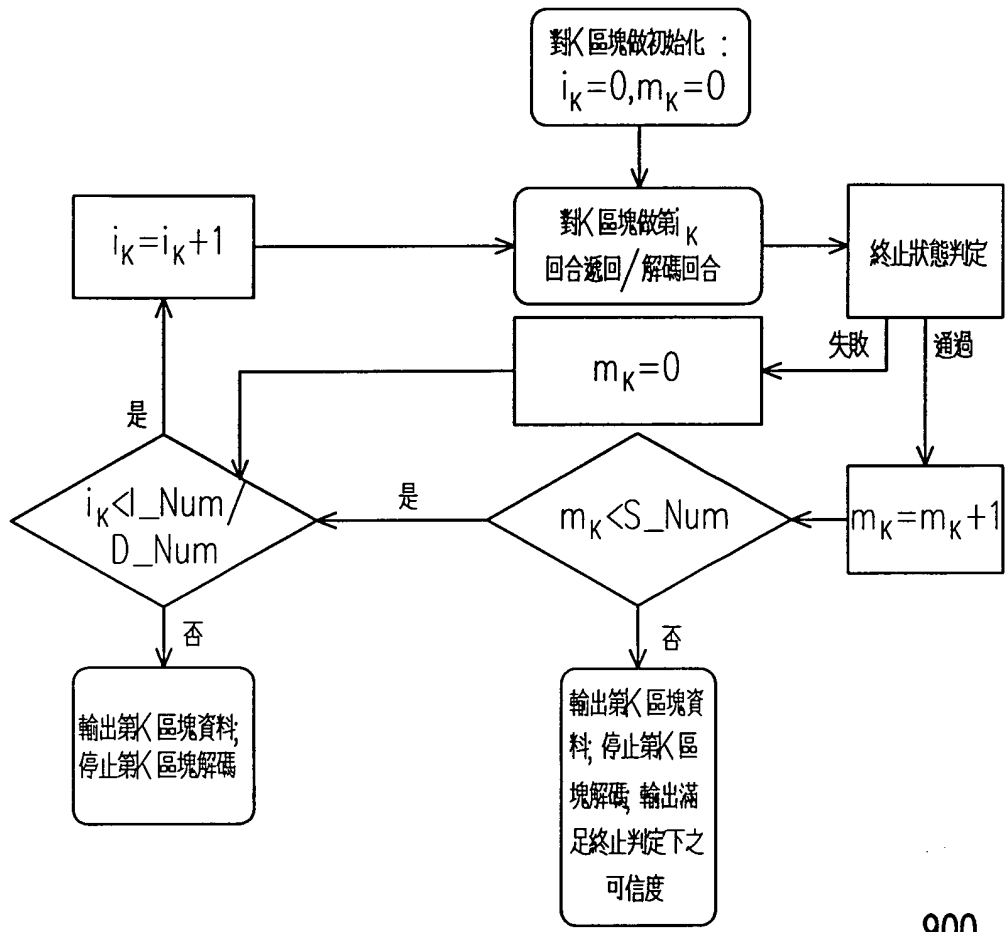 對K區塊做初始化：
i_K=0,m_K=0
i_K=i_K+1
對K區塊做第i_K
回合遞回/解碼回合
終止狀態判定
失敗
通過
m_K=0
是
i_K<I_Num/
D_Num
是
m_K<S_Num
m_K=m_K+1
否
否
輸出第K區塊資料;
停止第K區塊解碼
輸出第K區塊資
料;停止第K區
塊解碼;輸出滿
足終止判定下之
可信度
900